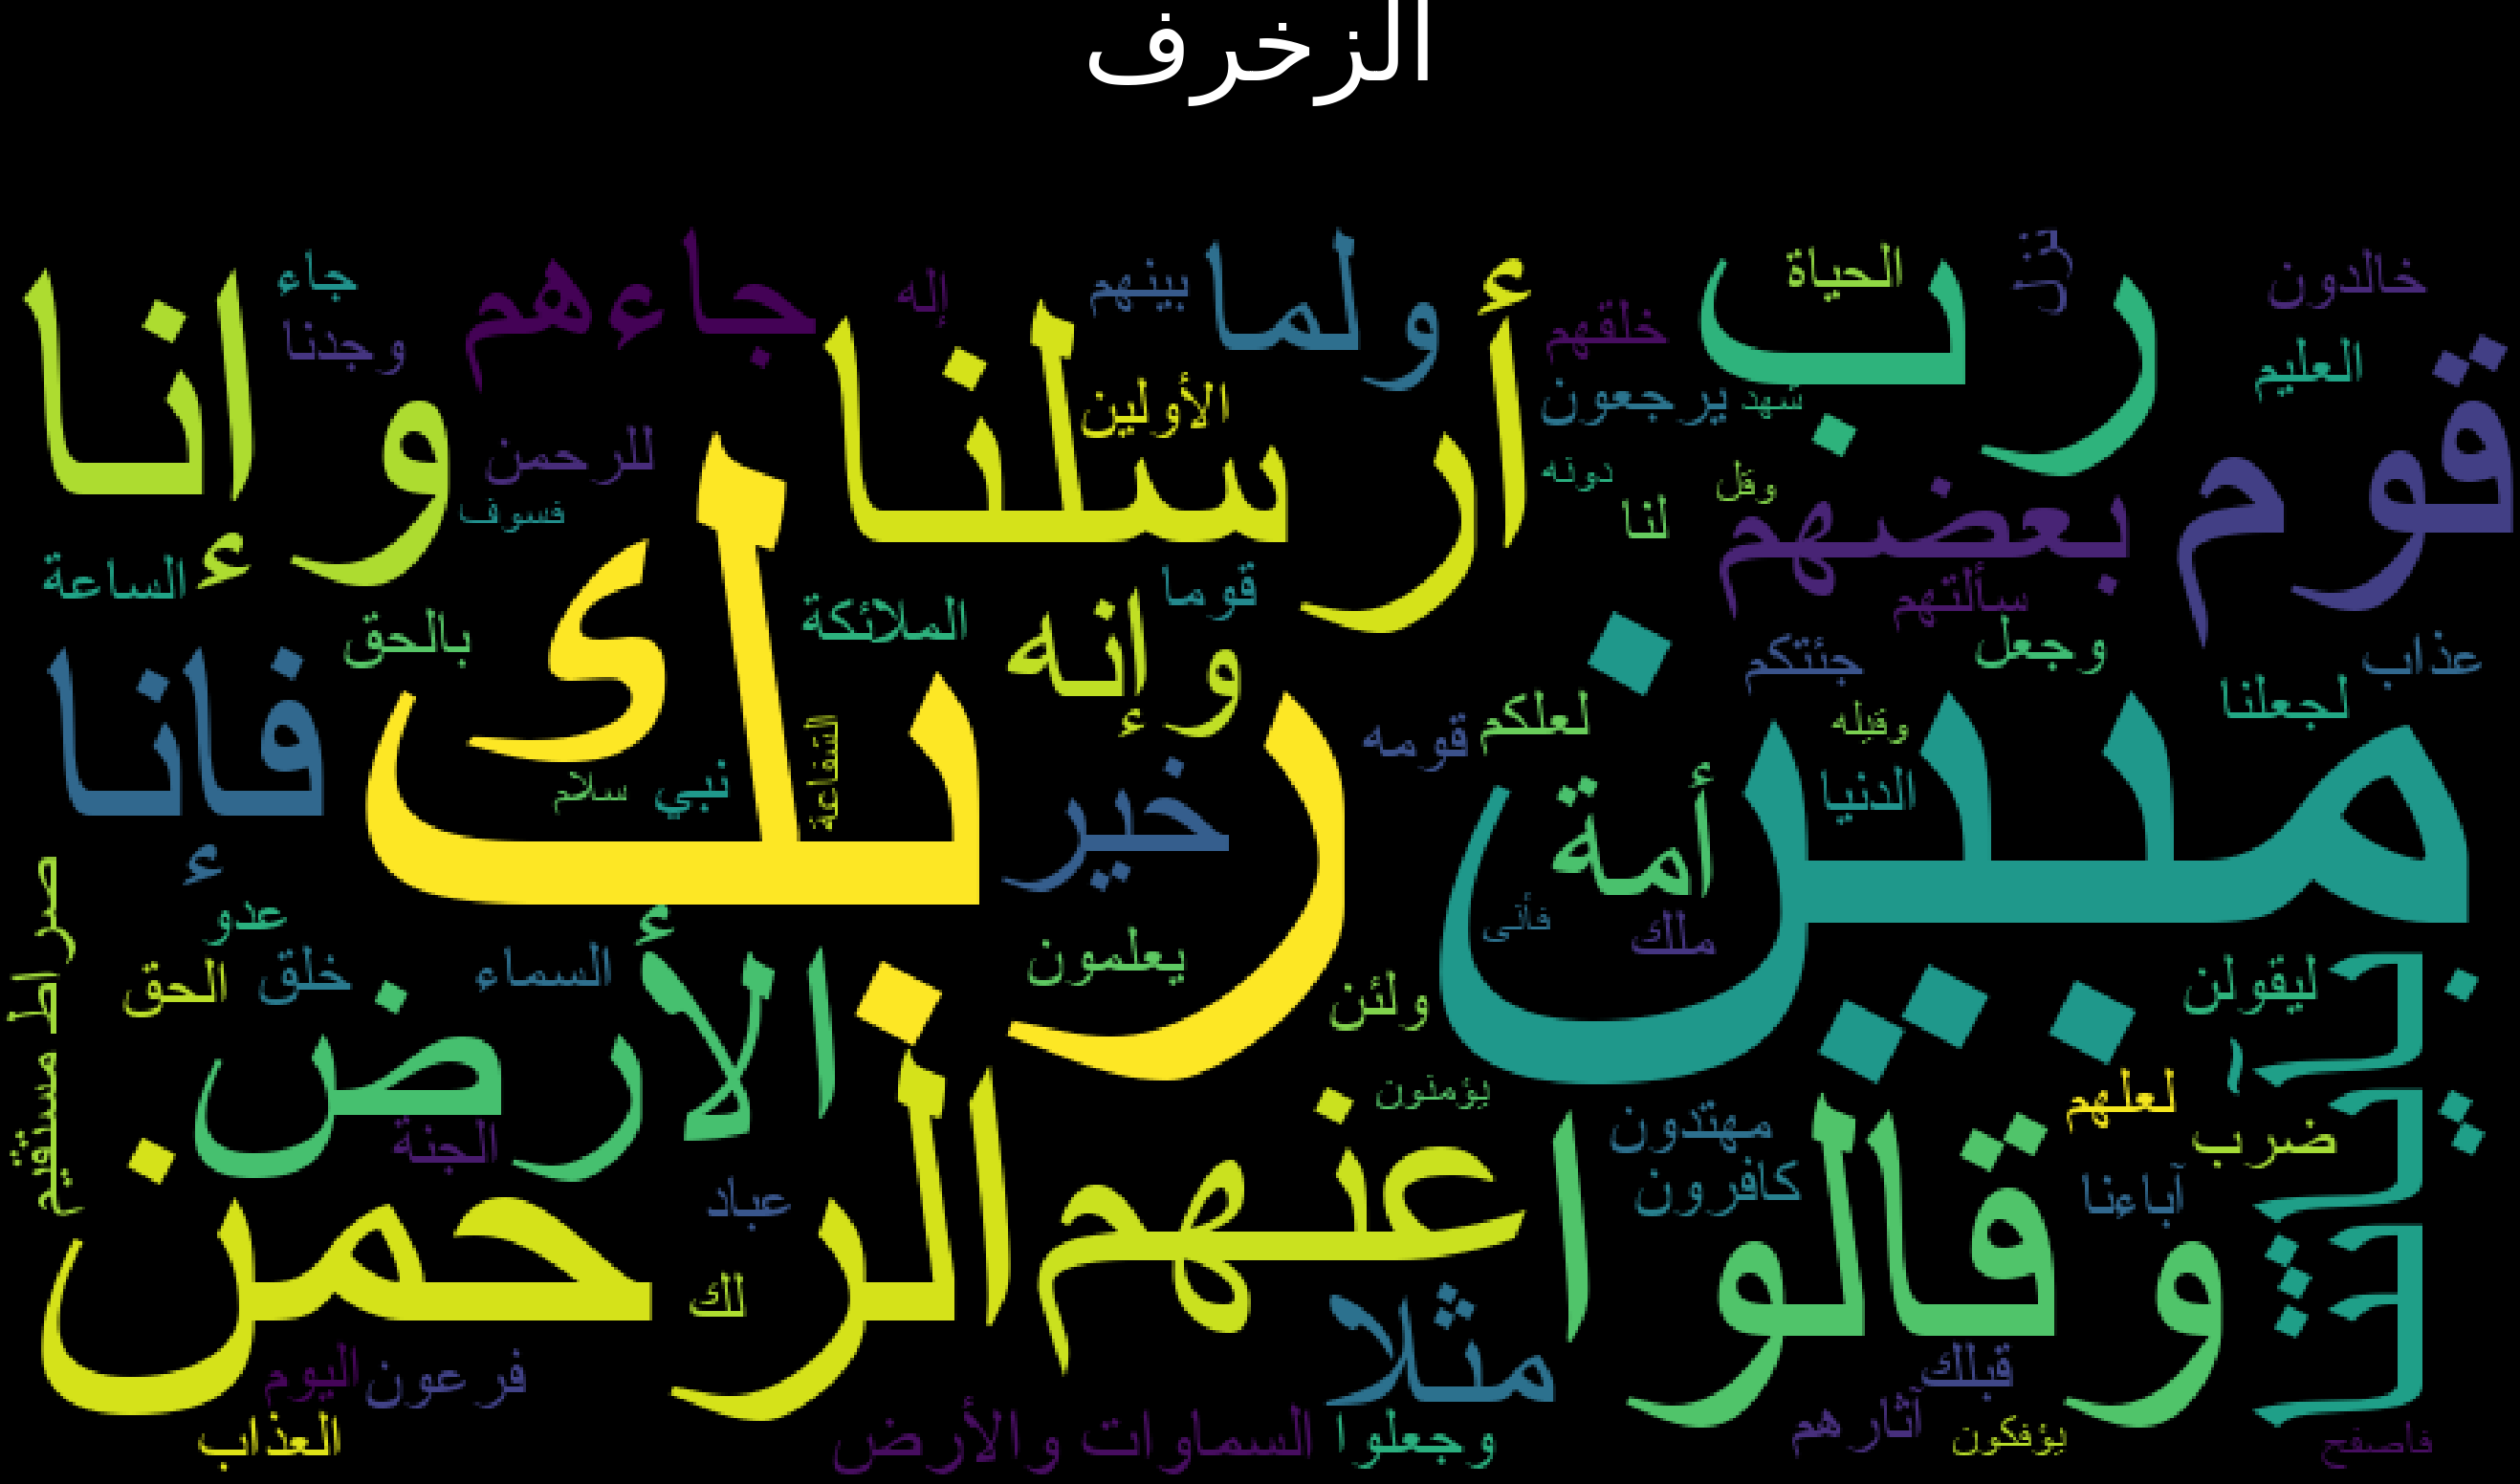 الزخرف
خالدون
نزل
الحياة
رب
ولما
بينهم
إله
جاءهم
جاء
وإنا
وجدنا
العليم
خلقهم
أرسلنا
قوم
يرجعون
شهد
الأولين
للرحمن
فسوف
دونه
وقل
لنا
بعضهم
سألتهم
قوما
الساعة
بالحق
الملائكة
وإنه
جئتكم
وجعل
عذاب
لجعلنا
فإنا
ربك
قومه
لعلكم
وقيله
مبين
الدنيا
أمة
خير
الشفاعة
نبي
سلام
فأنى
ملك
عدو
الحق
خلق
السماء
الأرض
يعلمون
ولئن
ليقولن
صراط مستقيم
الجنة
يؤمنون
مهتدون
كافرون
لعلهم
ضرب
آباءنا
عباد
الرحمن
لك
عنهم
وقالوا
مثلا
اليوم
فرعون
العذاب
السماوات والأرض
وجعلوا
قبلك
آثارهم
يؤفكون
فاصفح